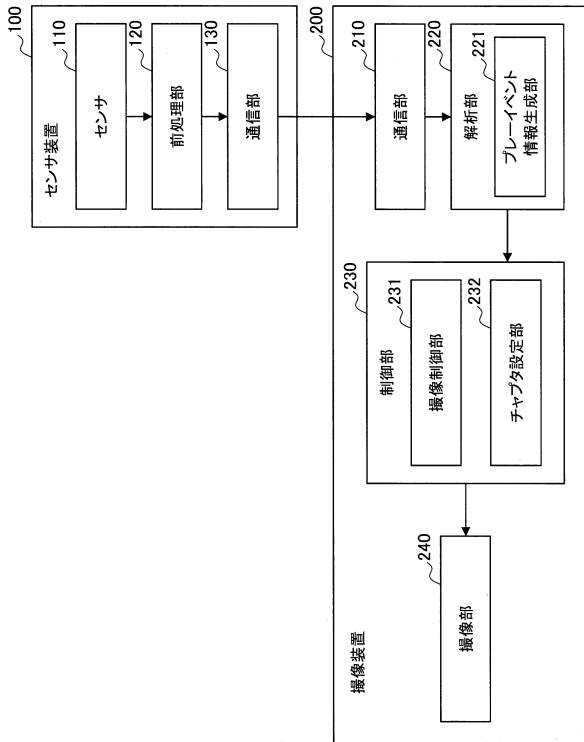 100
センサ装置
110
センサ
120
前処理部
130
通信部
200
撮像装置
210
通信部
220
解析部
221
プレーイベント
情報生成部
230
制御部
231
撮像制御部
232
チャプタ設定部
240
撮像部